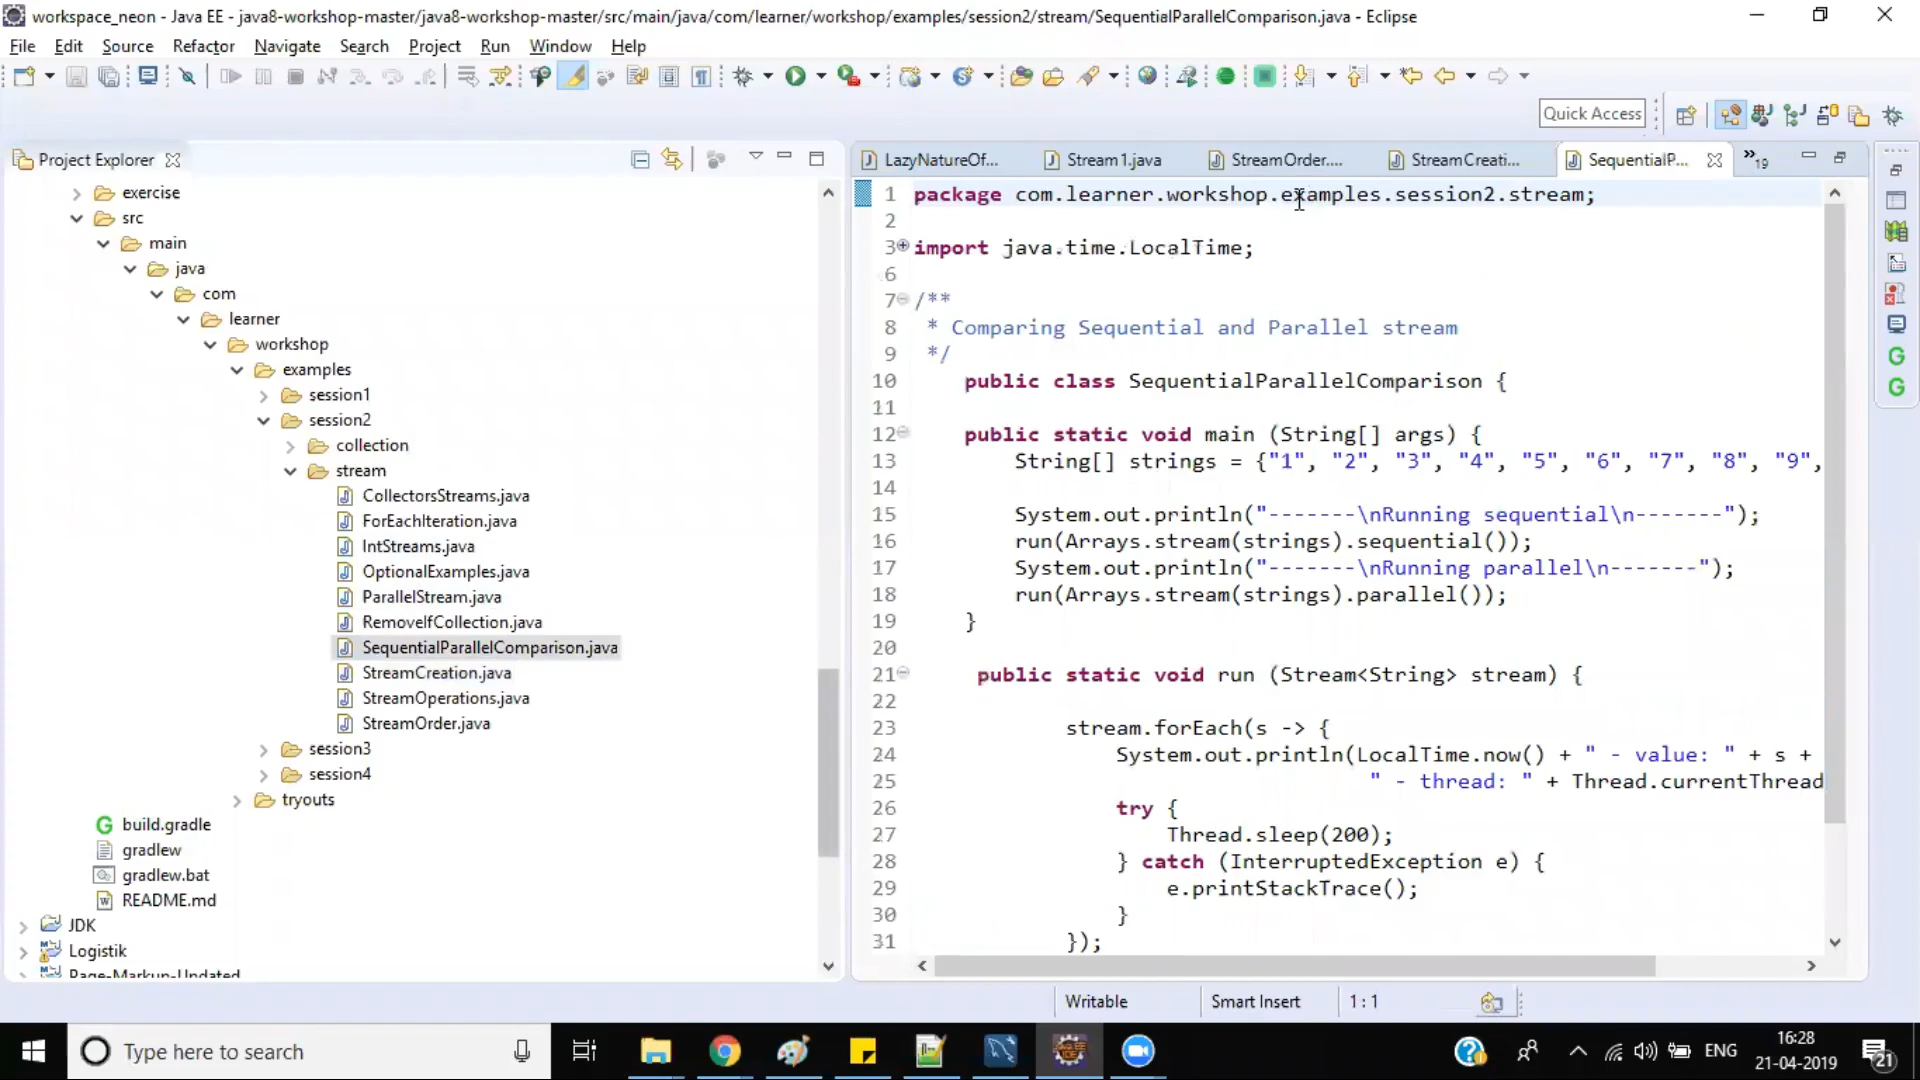 workspace_neon - Java EE - java8-workshop-master/java8-workshop-master/src/main/java/com/learner/workshop/examples/session2/stream/SequentialParallelComparison.java - Eclipse
File Edit Source Refactor Navigate Search Project Run Window Help
Quick Access
Project Explorer
LazyNatureOf... Stream1.java StreamOrder.... StreamCreati... SequentialP... »19
exercise
src
main
java
com
learner
workshop
examples
session1
session2
collection
stream
CollectorsStreams.java
ForEachIteration.java
IntStreams.java
OptionalExamples.java
ParallelStream.java
RemoveIfCollection.java
SequentialParallelComparison.java
StreamCreation.java
StreamOperations.java
StreamOrder.java
session3
session4
tryouts
build.gradle
gradlew
gradlew.bat
README.md
JDK
Logistik
Page-Markup-Updated
1 package com.learner.workshop.examples.session2.stream;
2
3 import java.time.LocalTime;
6
7 /**
8 * Comparing Sequential and Parallel stream
9 */
10 public class SequentialParallelComparison {
11
12 public static void main (String[] args) {
13 String[] strings = {"1", "2", "3", "4", "5", "6", "7", "8", "9",
14
15 System.out.println("-------\nRunning sequential\n-------");
16 run(Arrays.stream(strings).sequential());
17 System.out.println("-------\nRunning parallel\n-------");
18 run(Arrays.stream(strings).parallel());
19 }
20
21 public static void run (Stream<String> stream) {
22
23 stream.forEach(s -> {
24 System.out.println(LocalTime.now() + " - value: " + s +
25 " - thread: " + Thread.currentThread
26 try {
27 Thread.sleep(200);
28 } catch (InterruptedException e) {
29 e.printStackTrace();
30 }
31 });
Writable Smart Insert 1 : 1
Type here to search
ENG
16:28
21-04-2019
21